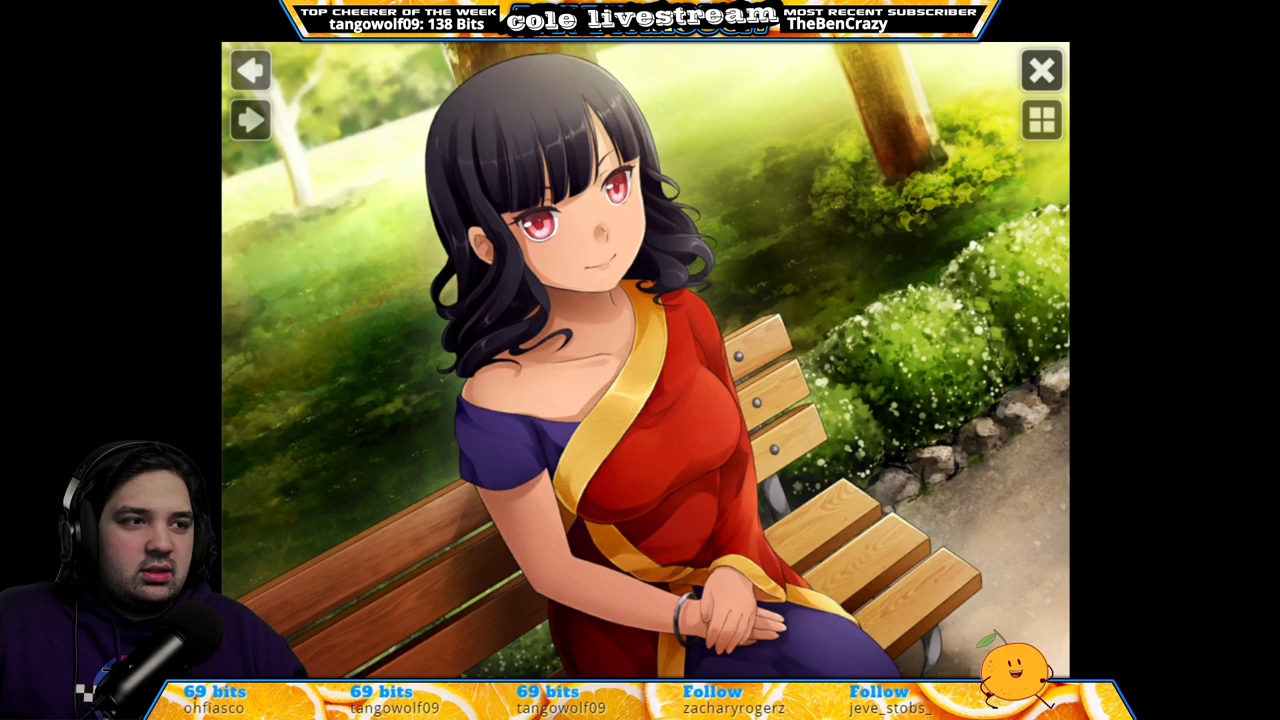 TOP CHEERER OF THE WEEK
tangowolf09: 138 Bits
cole livestream
MOST RECENT SUBSCRIBER
TheBenCrazy
69 bits
ohfiasco
69 bits
tangowolf09
69 bits
tangowolf09
Follow
zacharyrogerz
Follow
jeve_stobs_